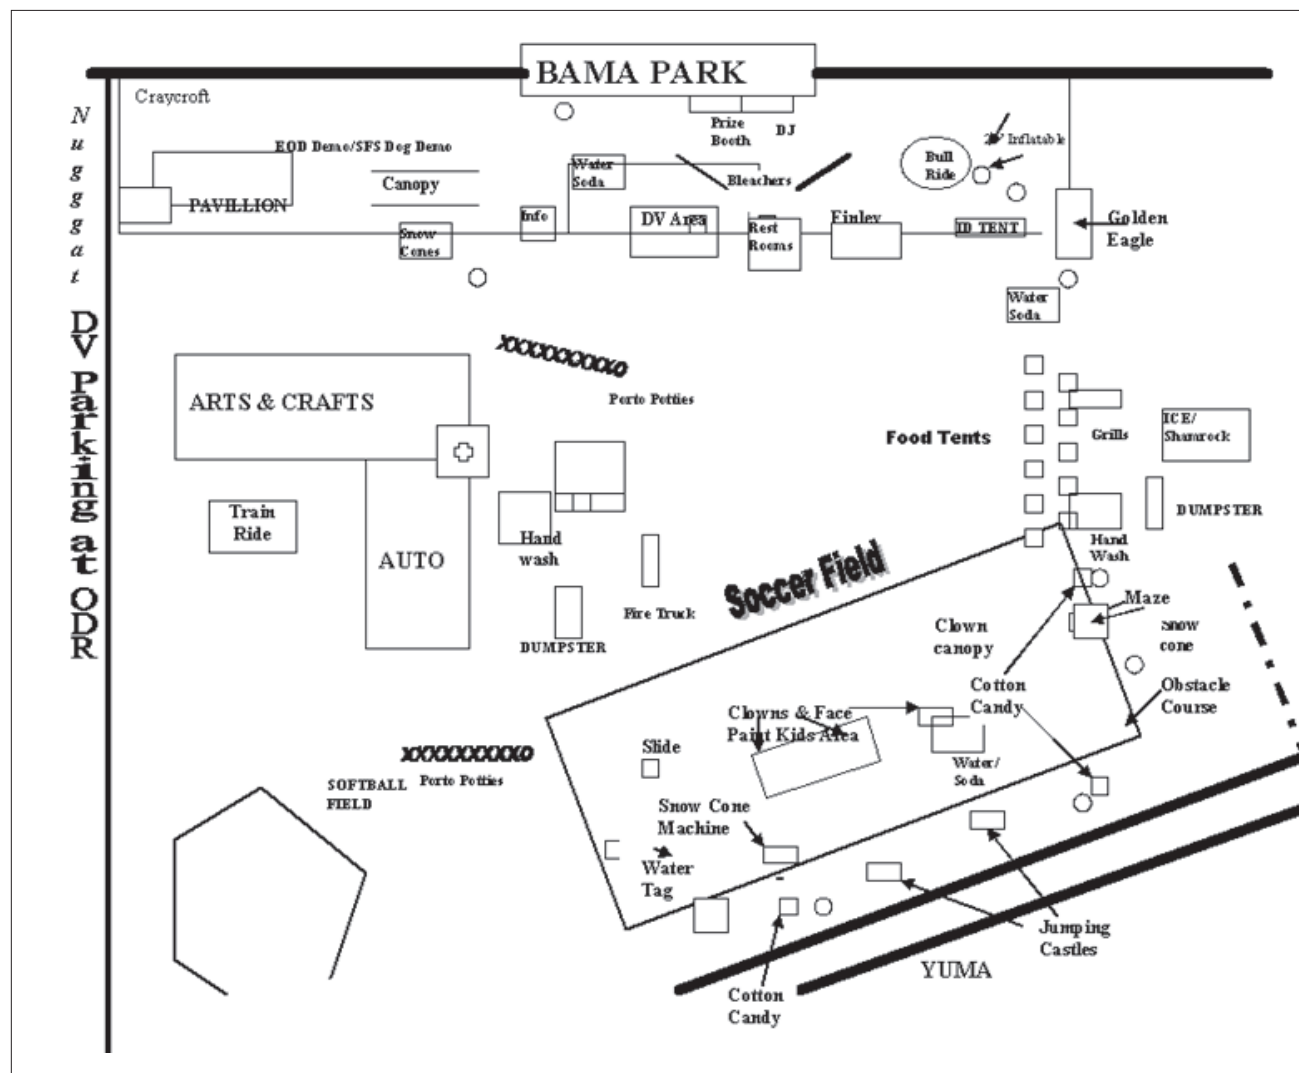 BAMA PARK
Craycroft
Prize
Booth
DJ
Nugggat
EOD Demo/SFS Dog Demo
Inflatable
Bull
Ride
Water
Soda
Bleachers
Canopy
PAVILLION
Info
DV Area
Rest
Rooms
Finley
ID TENT
Golden
Eagle
Snow
Cones
Water
Soda
DV Parking at ODR
XXXXXXXXXXO
Porto Potties
ARTS & CRAFTS
Food Tents
Grills
ICE/
Shamrock
Train
Ride
DUMPSTER
Hand
wash
Hand
Wash
AUTO
Soccer Field
Fire Truck
DUMPSTER
Maze
Clown
canopy
Snow
cone
Cotton
Candy
Obstacle
Course
Clowns & Face
Paint Kids Area
Slide
XXXXXXXXXO
Porto Potties
SOFTBALL
FIELD
Water/
Soda
Snow Cone
Machine
Water
Tag
Jumping
Castles
YUMA
Cotton
Candy